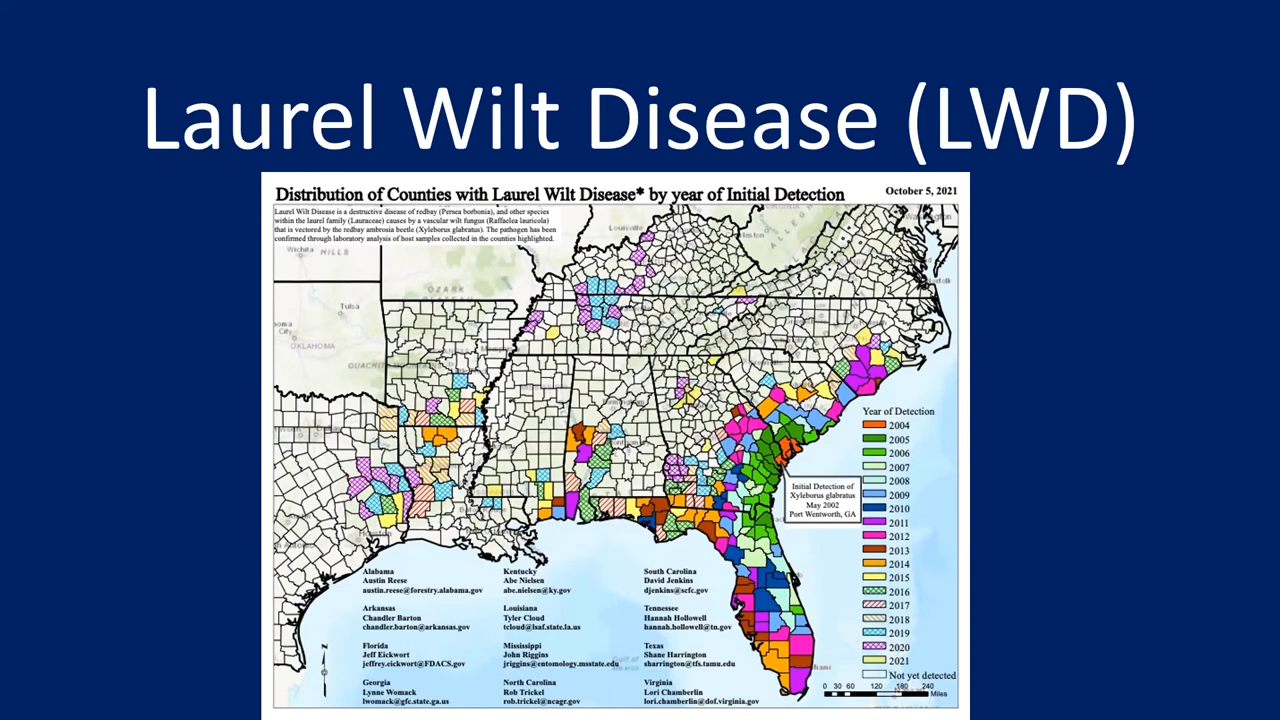 Laurel Wilt Disease (LWD)
Distribution of Counties with Laurel Wilt Disease* by year of Initial Detection
October 5, 2021
Laurel Wilt Disease is a destructive disease of redbay (Persea borbonia), and other species
within the laurel family (Lauraceae) causes by a vascular wilt fungus (Raffaelea lauricola)
that is vectored by the redbay ambrosia beetle (Xyleborus glabratus). The pathogen has been
confirmed through laboratory analysis of host samples collected in the counties highlighted.
Wichita
HILLS
Louisville
OZARK
Tulsa
City
OKLAHOMA
Year of Detection
2004
2005
2006
2007
2008
2009
2010
2011
2012
2013
2014
2015
2016
2017
2018
2019
2020
2021
Not yet detected
Initial Detection of
Xyleborus glabratus
May 2002
Port Wentworth, GA
Alabama
Austin Reese
austin.reese@forestry.alabama.gov
Arkansas
Chandler Barton
chandler.barton@arkansas.gov
Florida
Jeff Eickwort
jeffrey.eickwort@FDACS.gov
Georgia
Lynne Womack
lwomack@gfc.state.ga.us
Kentucky
Abe Nielsen
abe.nielsen@ky.gov
Louisiana
Tyler Cloud
tcloud@lsaf.state.la.us
Mississippi
John Riggins
jriggins@entomology.msstate.edu
North Carolina
Rob Trickel
rob.trickel@ncagr.gov
South Carolina
David Jenkins
djenkins@scfc.gov
Tennessee
Hannah Hollowell
hannah.hollowell@tn.gov
Texas
Shane Harrington
sharrington@tfs.tamu.edu
Virginia
Lori Chamberlin
lori.chamberlin@dof.virginia.gov
Gulf of
N
0 30 60 120 180 240
Miles